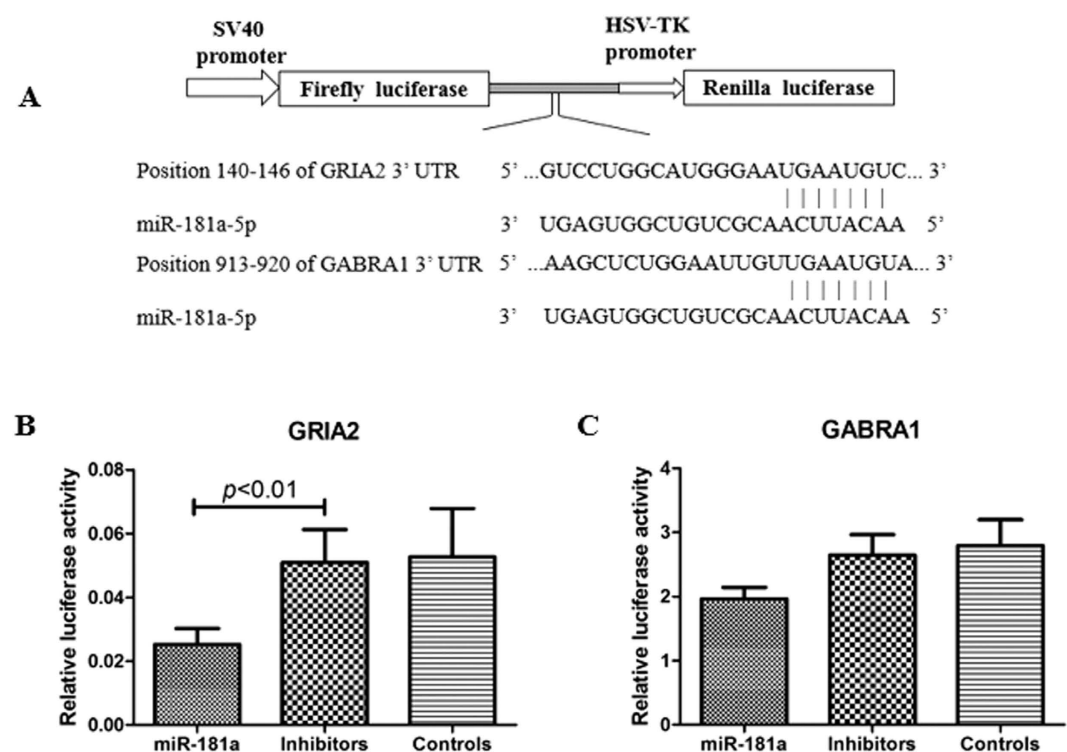 A
SV40
promoter
HSV-TK
promoter
Firefly luciferase
Renilla luciferase
Position 140-146 of GRIA2 3’ UTR 5’ ...GUCCUGGCAUGGGAAUGAAUGUC... 3’
miR-181a-5p 3’ UGAGUGGCUGUCGCAACUUACAA 5’
Position 913-920 of GABRA1 3’ UTR 5’ ...AAGCUCUGGAAUUGUUGAAUGUA... 3’
miR-181a-5p 3’ UGAGUGGCUGUCGCAACUUACAA 5’
B
GRIA2
Relative luciferase activity
0.08
0.06
0.04
0.02
0.00
p<0.01
miR-181a Inhibitors Controls
C
GABRA1
Relative luciferase activity
4
3
2
1
0
miR-181a Inhibitors Controls